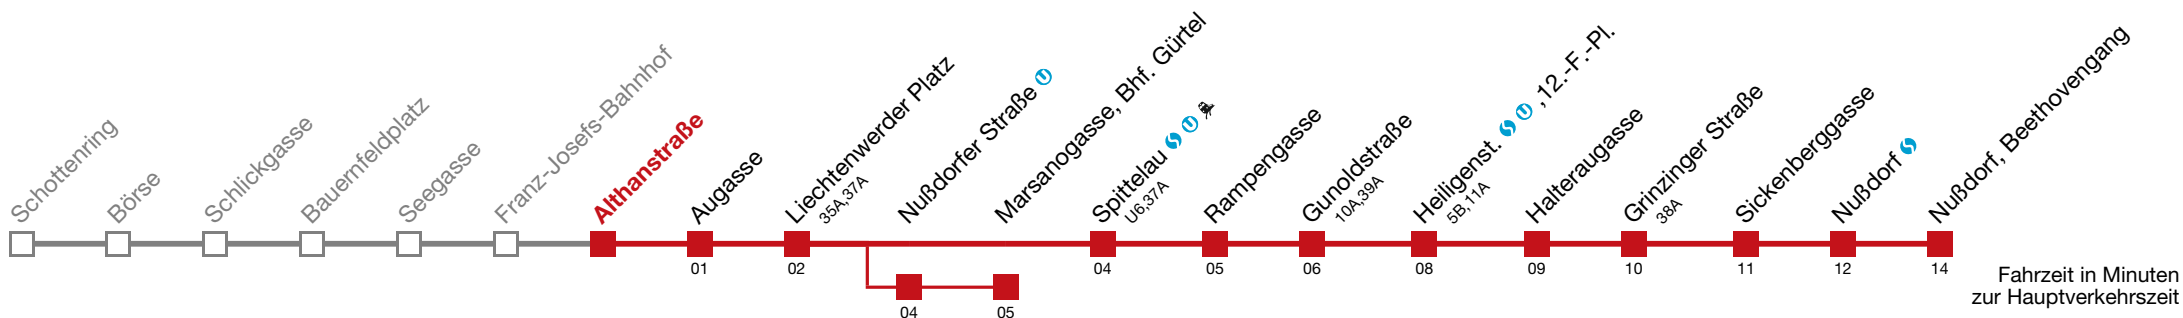 Schottenring
Börse
Schlickgasse
Bauernfeldplatz
Seegasse
Franz-Josefs-Bahnhof
Althanstraße
Augasse
Liechtenwerder Platz
35A,37A
Nußdorfer Straße U
Marsanogasse, Bhf. Gürtel
Spittelau S U
U6,37A
Rampengasse
Gunoldstraße
10A,39A
Heiligenst. S U ,12.-F.-Pl.
5B,11A
Halteraugasse
Grinzinger Straße
38A
Sickenberggasse
Nußdorf S
Nußdorf, Beethovengang
01
02
04
05
06
08
09
10
11
12
14
04
05
Fahrzeit in Minuten
zur Hauptverkehrszeit